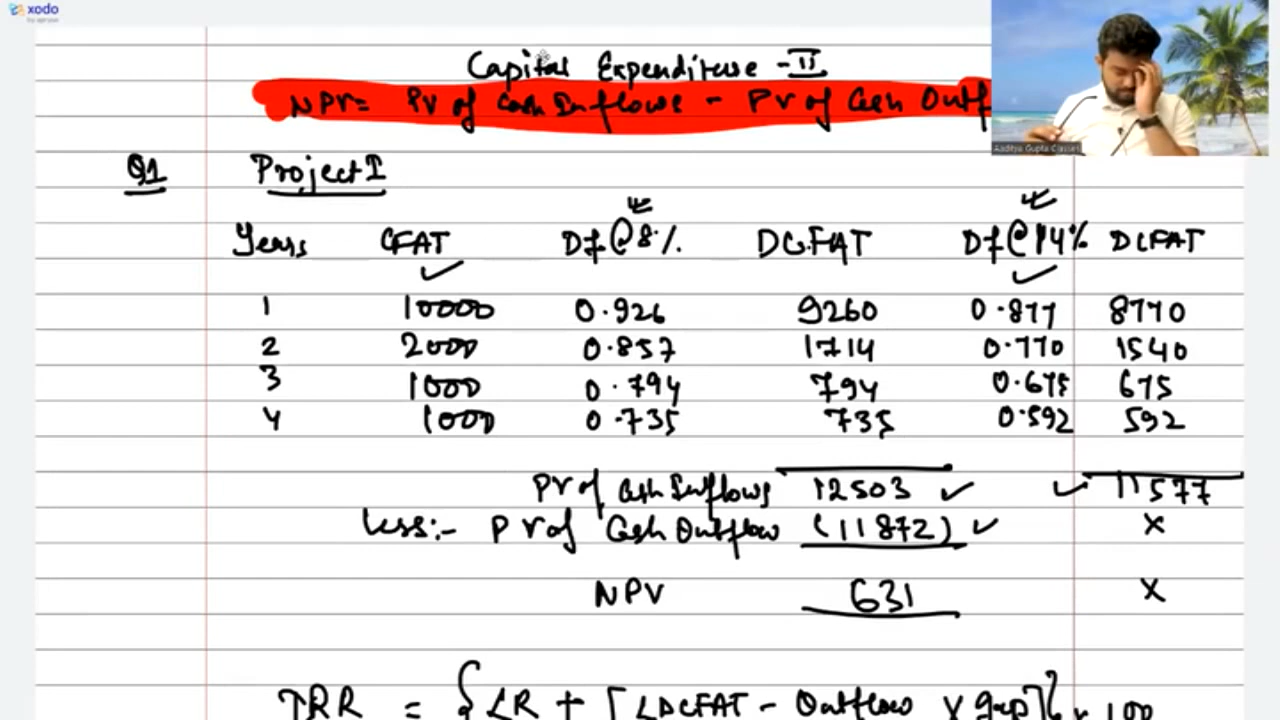 xodo
by apryse
Capital Expenditure - II
NPV = PV of Cash Inflows - PV of Cash Outf
Aaditya Gupta Classes
Q1 Project I
Years CFAT Df @ 8% DCFAT Df @ 14% DCFAT
1 10000 0.926 9260 0.877 8770
2 2000 0.857 1714 0.770 1540
3 1000 0.794 794 0.675 675
4 1000 0.735 735 0.592 592
PV of Cash Inflows 12503 ✓ ✓ 11577
Less:- PV of Cash Outflow (11872) ✓ X
NPV 631 X
IRR = { LR + [ LDCFAT - Outflow X gap ] } x 100